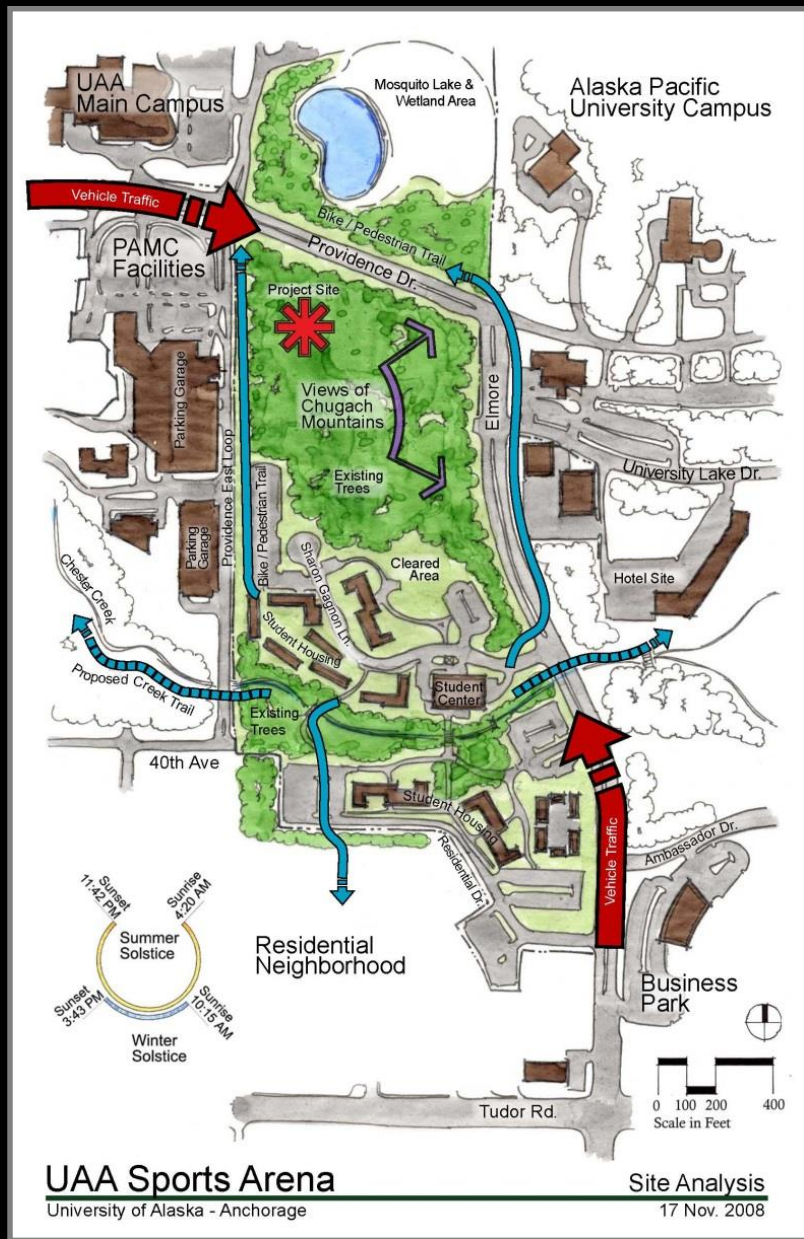 UAA
Main Campus
Mosquito Lake &
Wetland Area
Alaska Pacific
University Campus
Vehicle Traffic
PAMC
Facilities
Bike / Pedestrian Trail
Providence Dr.
Project Site
Views of
Chugach
Mountains
Elmore
Parking Garage
Providence East Loop
University Lake Dr.
Existing
Trees
Bike / Pedestrian Trail
Parking
Garage
Sharon Gagnon Ln.
Cleared
Area
Hotel Site
Chester Creek
Student Housing
Proposed Creek Trail
Student
Center
Existing
Trees
40th Ave
Student Housing
Residential Dr.
Vehicle Traffic
Ambassador Dr.
Sunset
11:42 PM
Sunrise
4:20 AM
Summer
Solstice
Sunset
3:43 PM
Sunrise
10:15 AM
Winter
Solstice
Residential
Neighborhood
Business
Park
0 100 200 400
Scale in Feet
Tudor Rd.
UAA Sports Arena
Site Analysis
University of Alaska - Anchorage
17 Nov. 2008